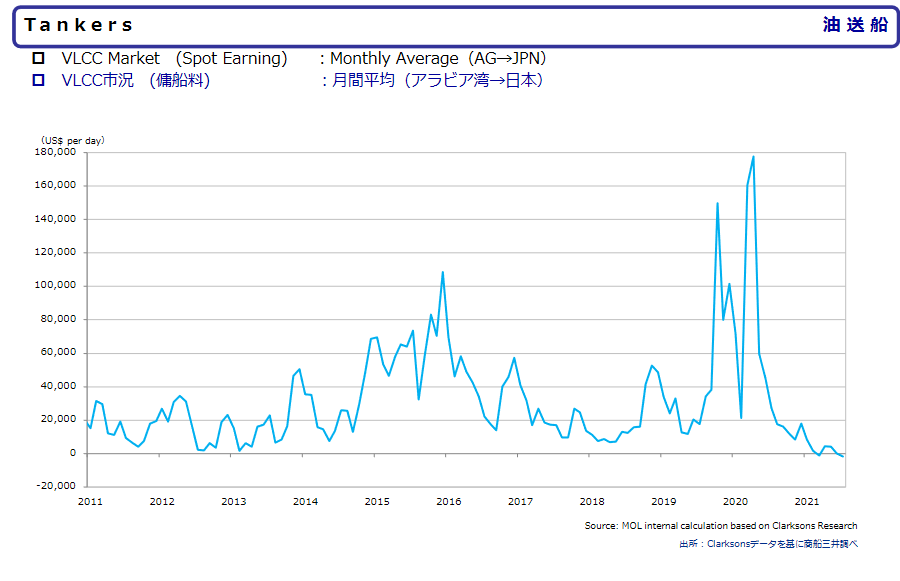 Tankers 油送船
VLCC Market (Spot Earning) : Monthly Average (AG→JPN)
VLCC市況 (傭船料) : 月間平均 (アラビア湾→日本)
(US$ per day)
180,000
160,000
140,000
120,000
100,000
80,000
60,000
40,000
20,000
0
-20,000
2011 2012 2013 2014 2015 2016 2017 2018 2019 2020 2021
Source: MOL internal calculation based on Clarksons Research
出所:Clarksonsデータを基に商船三井調べ